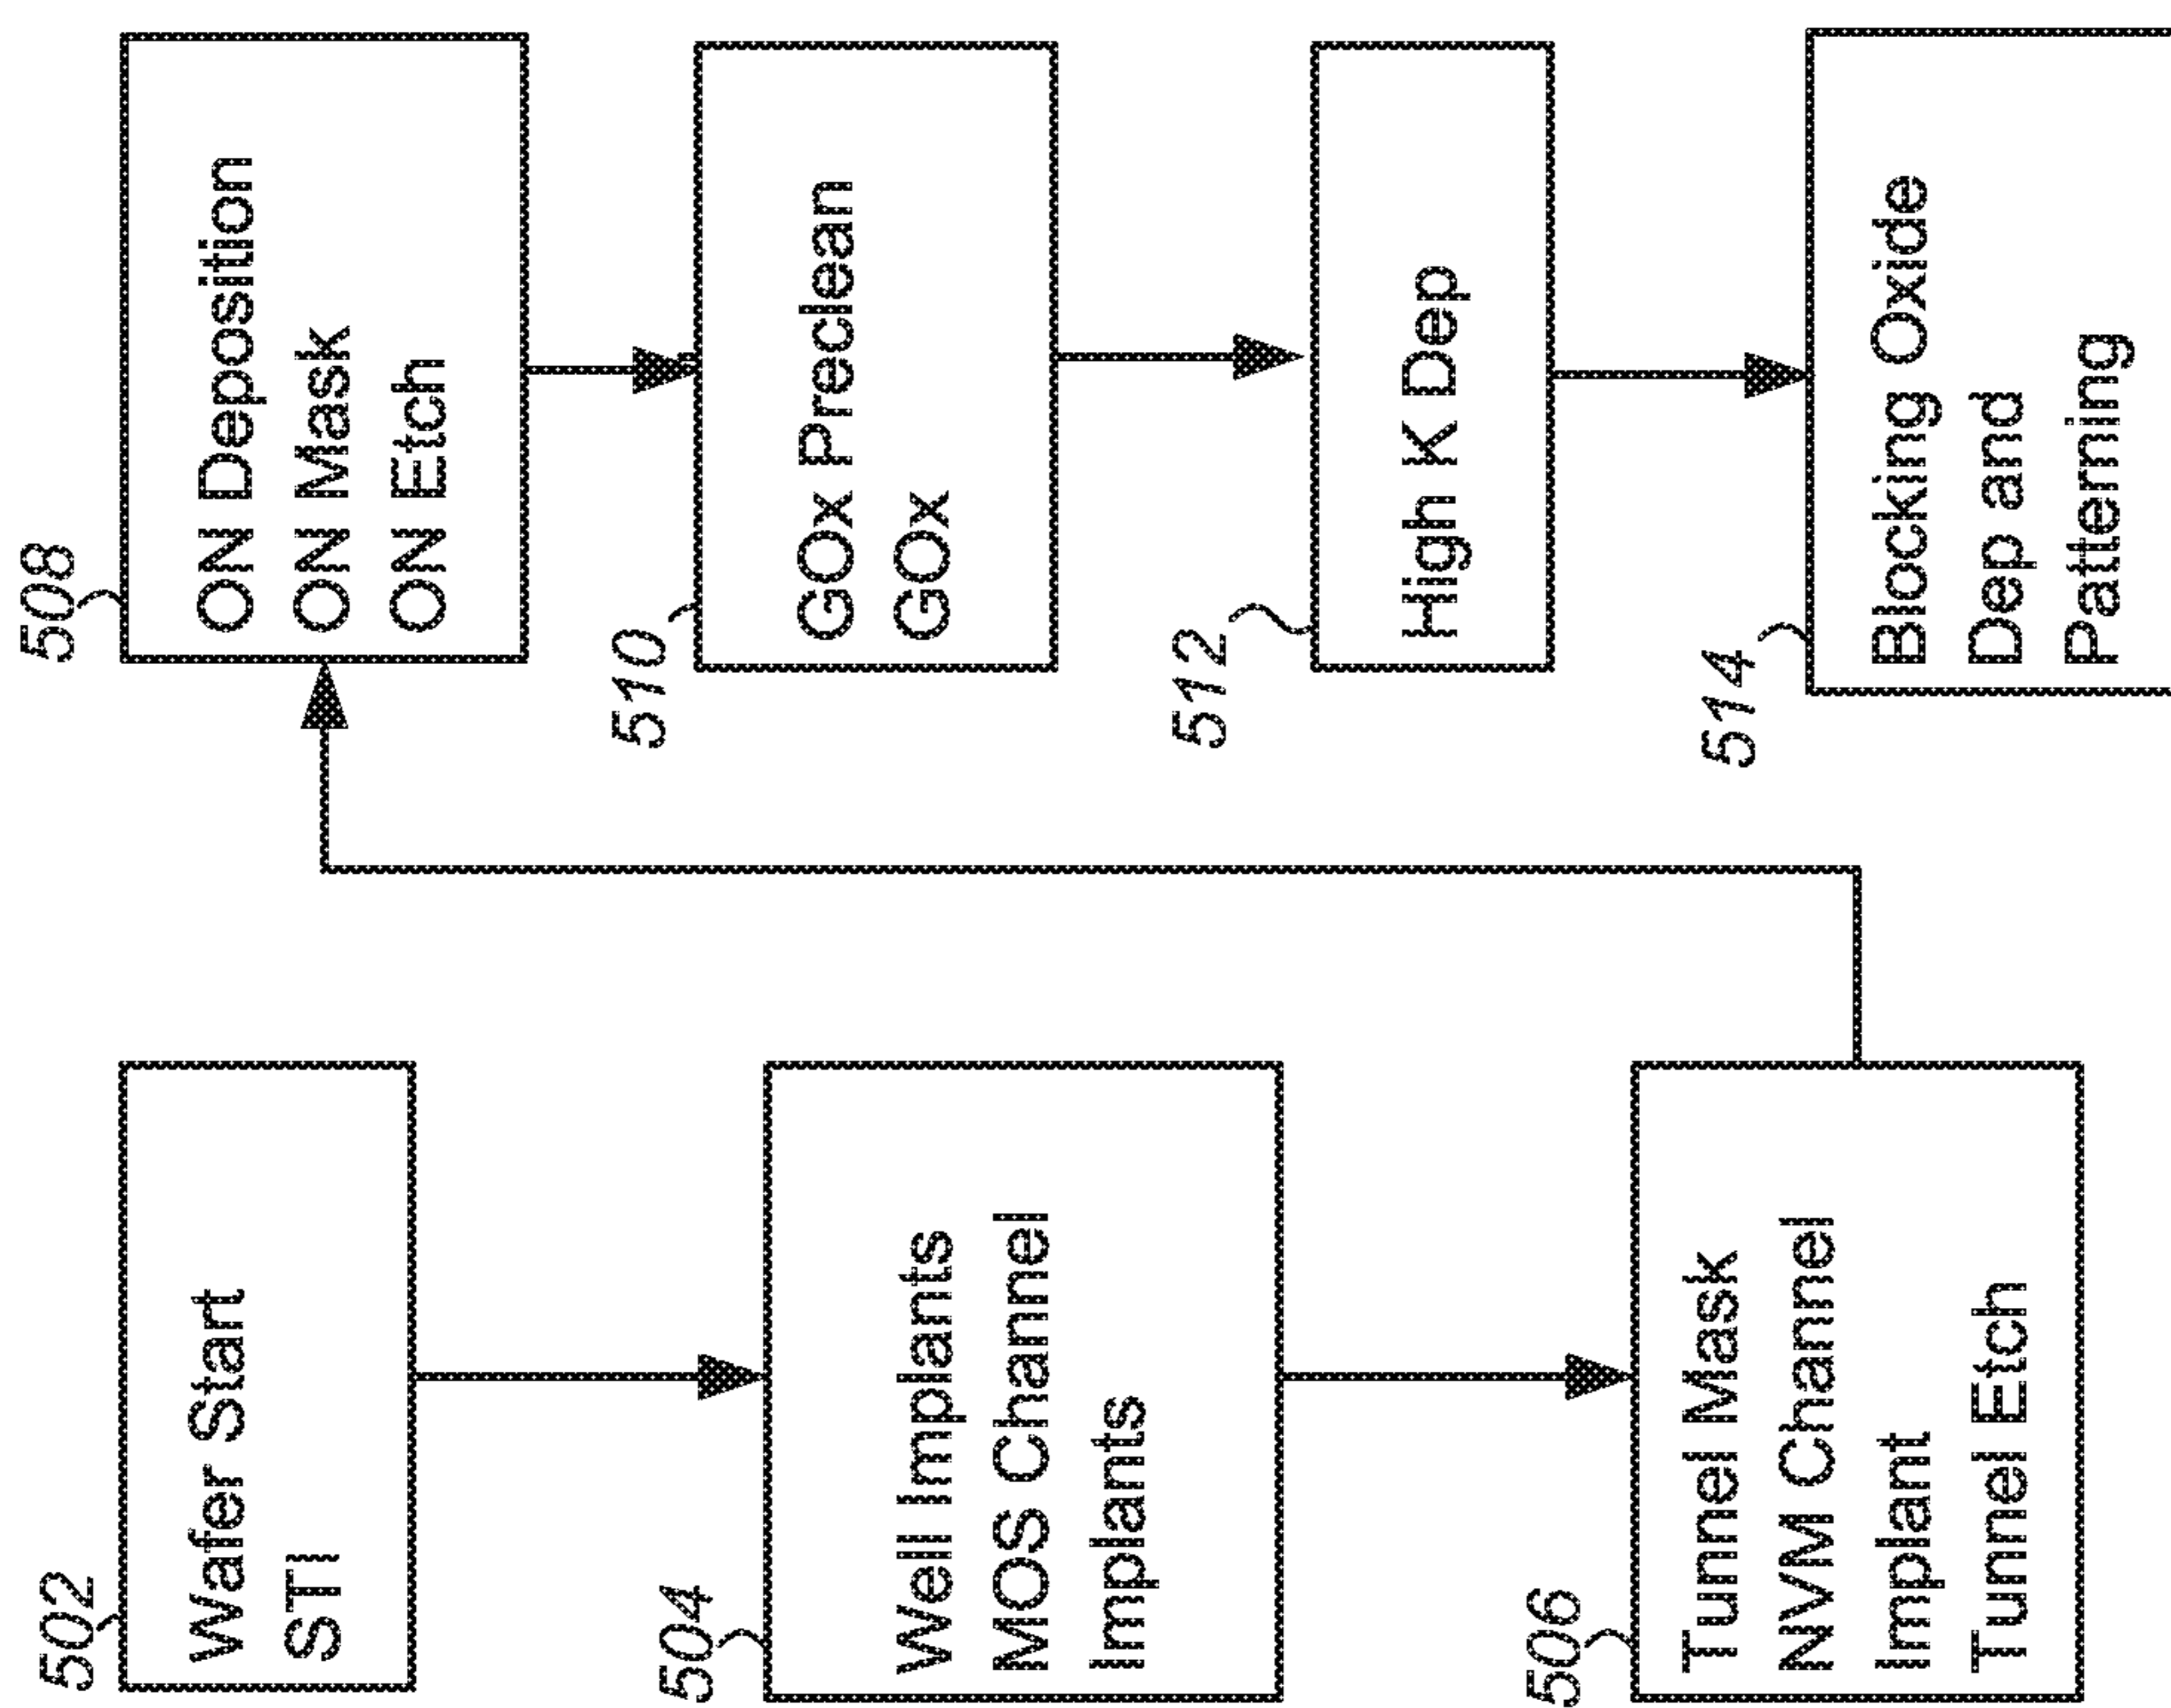 502
Wafer Start
STI
504
Well Implants
MOS Channel
Implants
506
Tunnel Mask
NVM Channel
Implant
Tunnel Etch
508
ON Deposition
ON Mask
ON Etch
510
GOx Preclean
GOx
512
High K Dep
514
Blocking Oxide
Dep and
Patterning